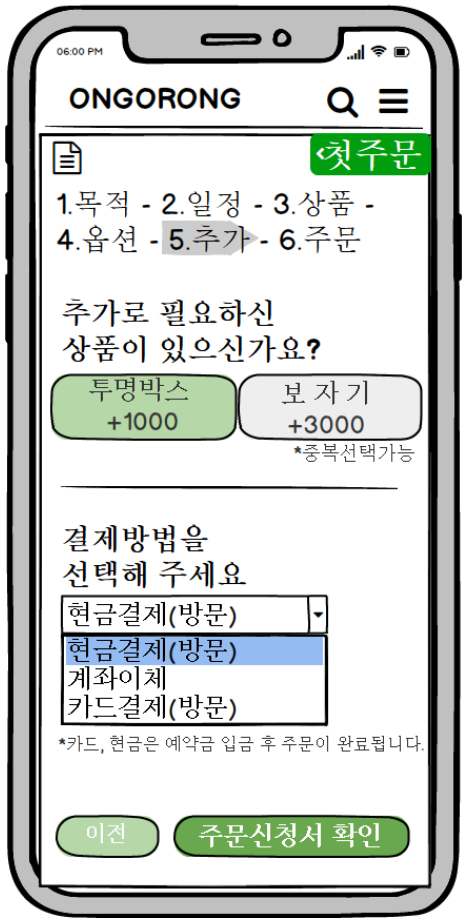 06:00 PM
ONGORONG
<첫주문
1.목적 - 2.일정 - 3.상품 -
4.옵션 - 5.추가 - 6.주문
추가로 필요하신
상품이 있으신가요?
투명박스 보 자 기
+1000 +3000
*중복선택가능
결제방법을
선택해 주세요
현금결제(방문)
현금결제(방문)
계좌이체
카드결제(방문)
*카드, 현금은 예약금 입금 후 주문이 완료됩니다.
이전 주문신청서 확인